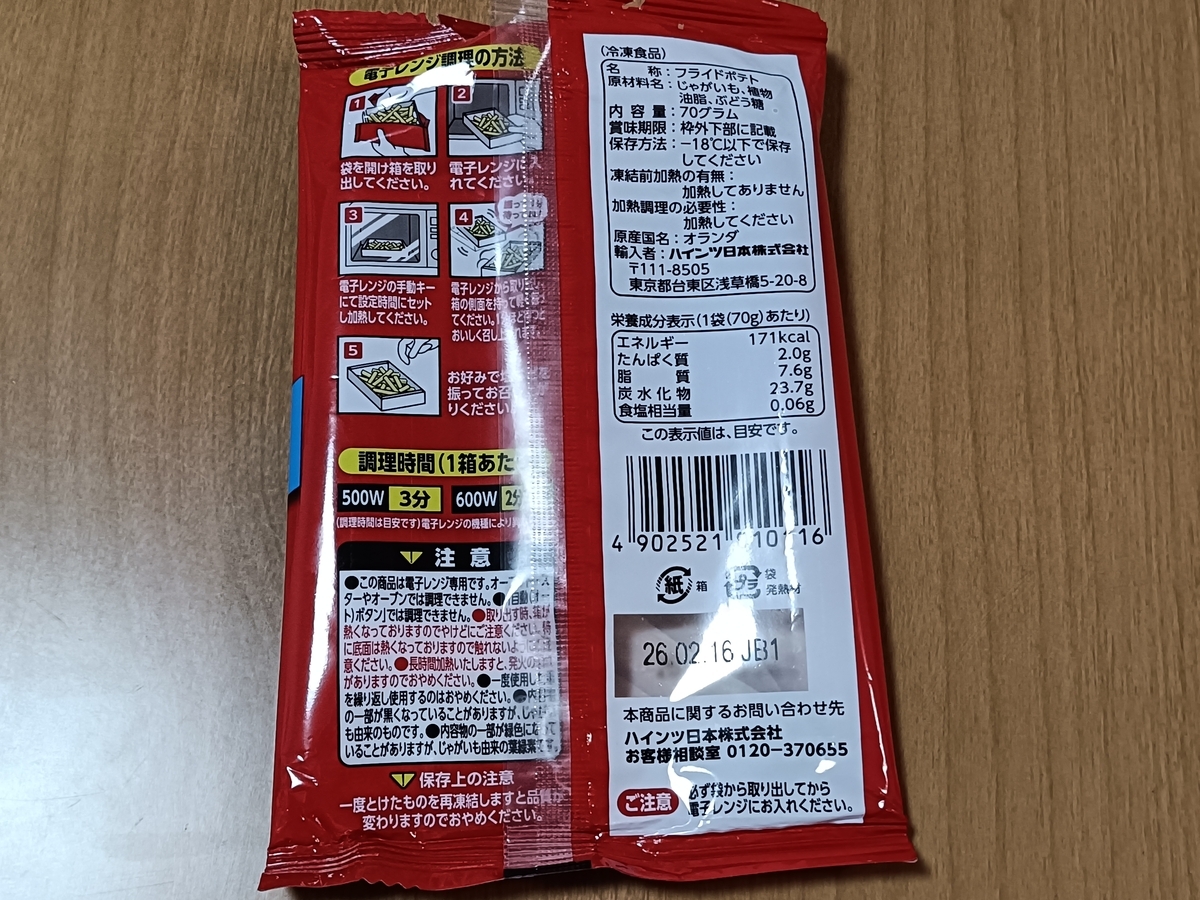 電子レンジ調理の方法
1
袋を開け箱を取り
出してください。
2
電子レンジに入
れてください。
3
電子レンジの手動キー
にて設定時間にセット
し加熱してください。
4
電子レンジから取り
箱の側面を持って
てください。
おいしく召し上
5
お好みで
振ってお召
りください
調理時間(1箱あた
500W 3分 600W 2分
(調理時間は目安です)電子レンジの機種により
注意
●この商品は電子レンジ専用です。オー
ターやオーブンでは調理できません。●
ト)ボタン」では調理できません。●取り出す時、
熱くなっておりますのでやけどにご注意ください。
に底面は熱くなっておりますので触れないよう
意ください。●長時間加熱いたしますと、発火の
がありますのでおやめください。●一度使用し
を繰り返し使用するのはおやめください。●内容
の一部が黒くなっていることがありますが、じゃが
も由来のものです。●内容物の一部が緑色になって
いることがありますが、じゃがいも由来の葉緑素です。
保存上の注意
一度とけたものを再凍結しますと品質が
変わりますのでおやめください。
(冷凍食品)
名称:フライドポテト
原材料名:じゃがいも、植物
油脂、ぶどう糖
内容量:70グラム
賞味期限:枠外下部に記載
保存方法:-18℃以下で保存
してください
凍結前加熱の有無:
加熱してありません
加熱調理の必要性:
加熱してください
原産国名:オランダ
輸入者:ハインツ日本株式会社
〒111-8505
東京都台東区浅草橋5-20-8
栄養成分表示(1袋(70g)あたり)
エネルギー 171kcal
たんぱく質 2.0g
脂質 7.6g
炭水化物 23.7g
食塩相当量 0.06g
この表示値は、目安です。
4 902521 910116
紙 箱 プラ 袋
発熱材
26.02.16 JB1
本商品に関するお問い合わせ先
ハインツ日本株式会社
お客様相談室 0120-370655
ご注意 必ず袋から取り出してから
電子レンジにお入れください。